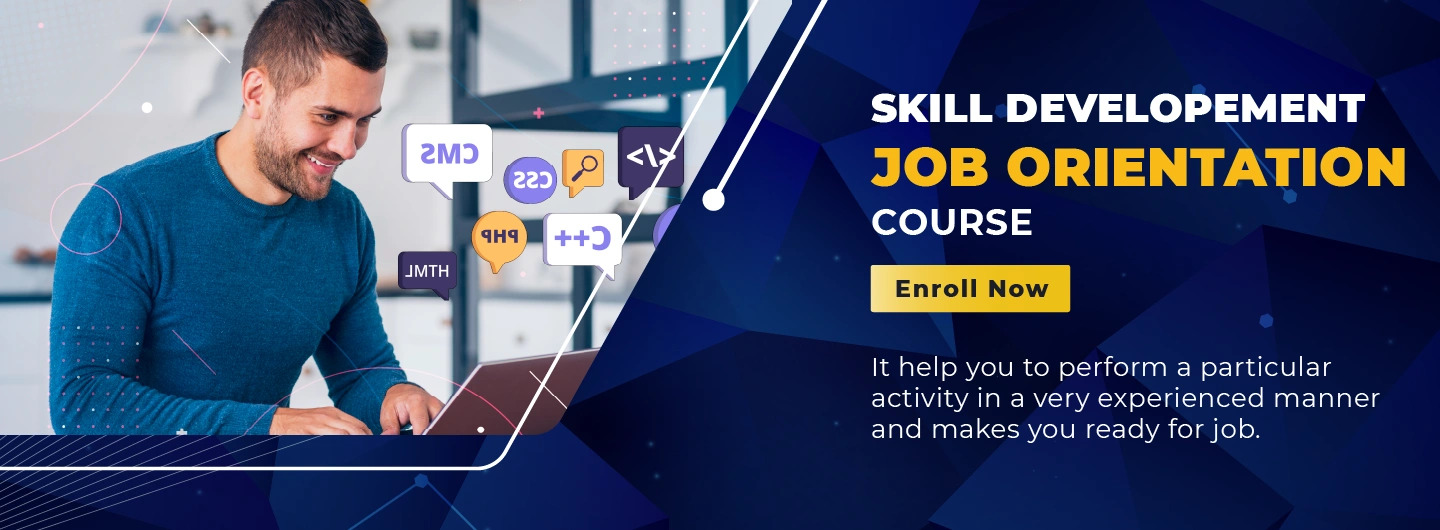 CMS
CSS
</>
PHP
C++
HTML
SKILL DEVELOPEMENT
JOB ORIENTATION
COURSE
Enroll Now
It help you to perform a particular
activity in a very experienced manner
and makes you ready for job.